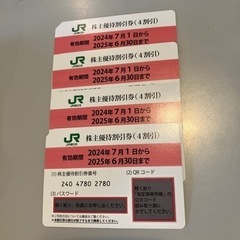 JR
株主優待割引券(4割引)
有効期間
2024年7月1日から
2025年6月30日まで
JR
株主優待割引券(4割引)
有効期間
2024年7月1日から
2025年6月30日まで
JR
株主優待割引券(4割引)
有効期間
2024年7月1日から
2025年6月30日まで
JR
株主優待割引券(4割引)
有効期間
2024年7月1日から
2025年6月30日まで
(1)株主優待割引券番号
240 4780 2780
(2) QRコード
(3)パスワード